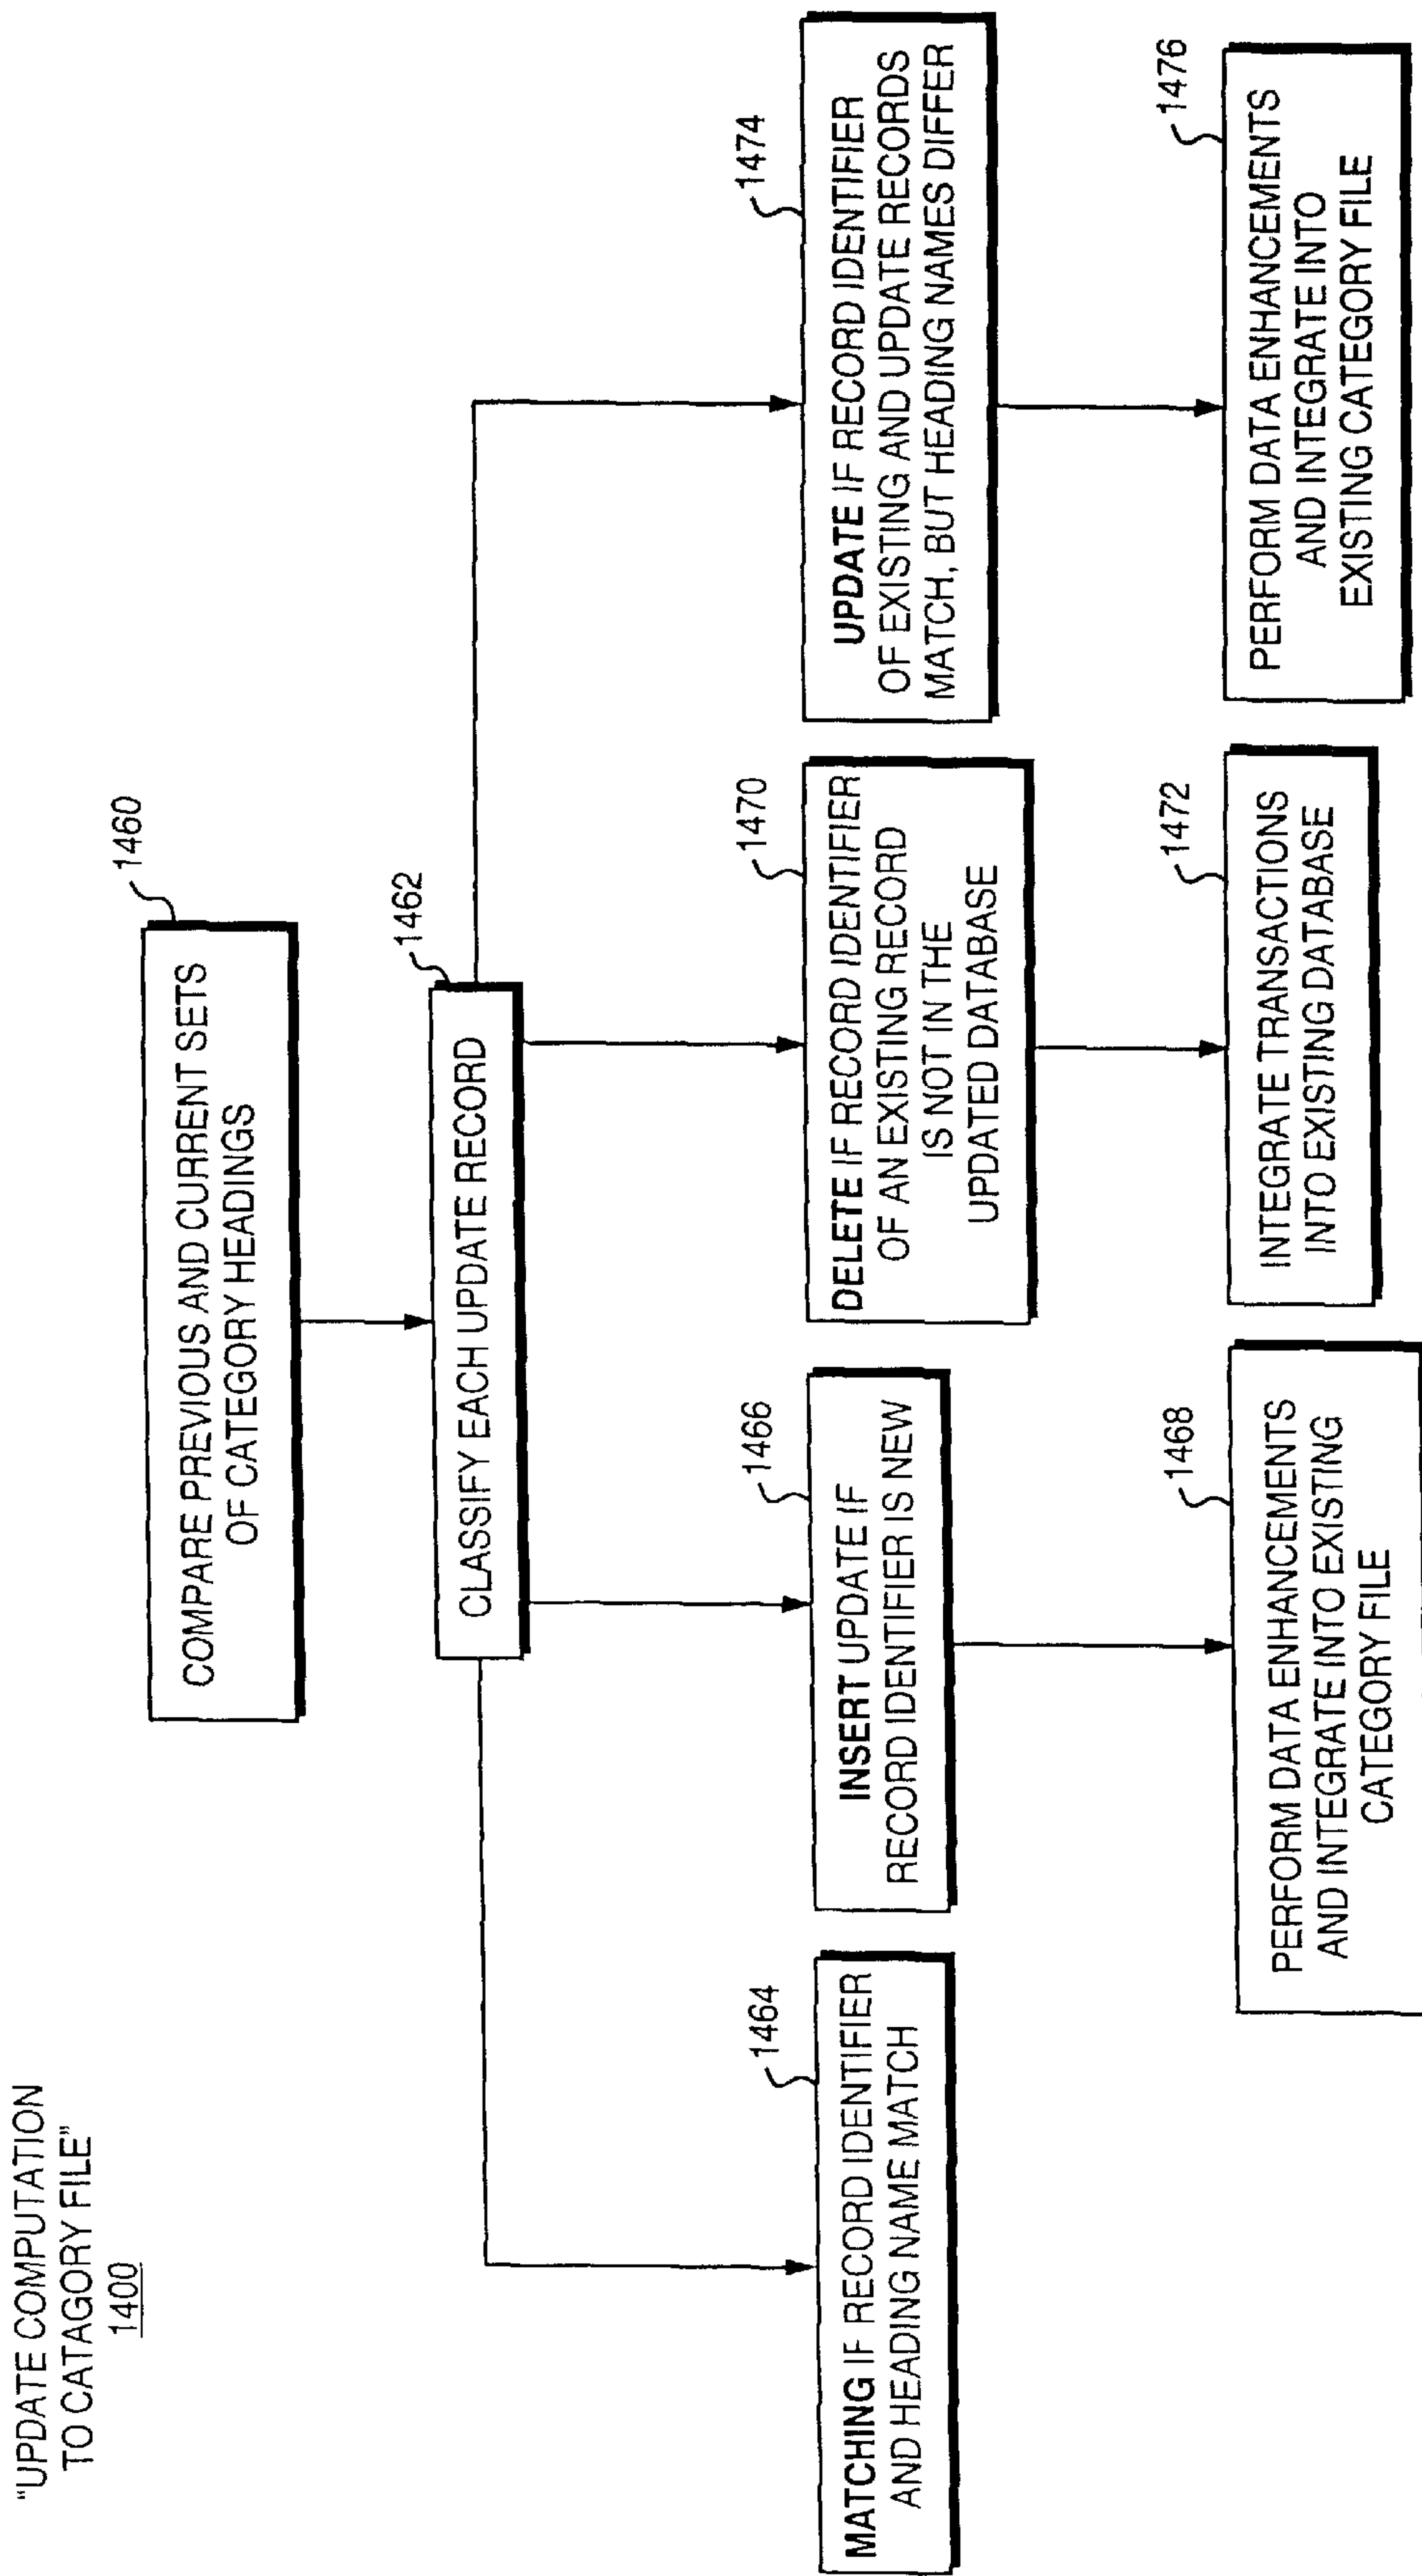 "UPDATE COMPUTATION
TO CATAGORY FILE"
1400
1460
COMPARE PREVIOUS AND CURRENT SETS
OF CATEGORY HEADINGS
1462
CLASSIFY EACH UPDATE RECORD
1464
MATCHING IF RECORD IDENTIFIER
AND HEADING NAME MATCH
1466
INSERT UPDATE IF
RECORD IDENTIFIER IS NEW
1470
DELETE IF RECORD IDENTIFIER
OF AN EXISTING RECORD
IS NOT IN THE
UPDATED DATABASE
1474
UPDATE IF RECORD IDENTIFIER
OF EXISTING AND UPDATE RECORDS
MATCH, BUT HEADING NAMES DIFFER
1468
PERFORM DATA ENHANCEMENTS
AND INTEGRATE INTO EXISTING
CATEGORY FILE
1472
INTEGRATE TRANSACTIONS
INTO EXISTING DATABASE
1476
PERFORM DATA ENHANCEMENTS
AND INTEGRATE INTO
EXISTING CATEGORY FILE